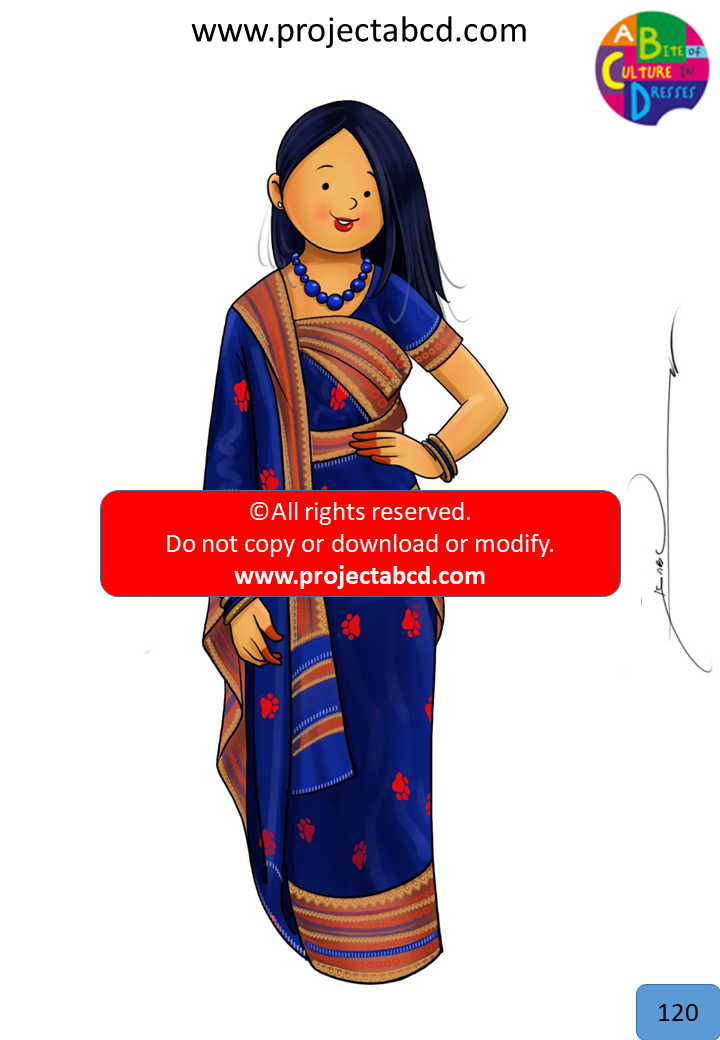 www.projectabcd.com
A BITE OF
CULTURE IN
DRESSES
©All rights reserved.
Do not copy or download or modify.
www.projectabcd.com
120